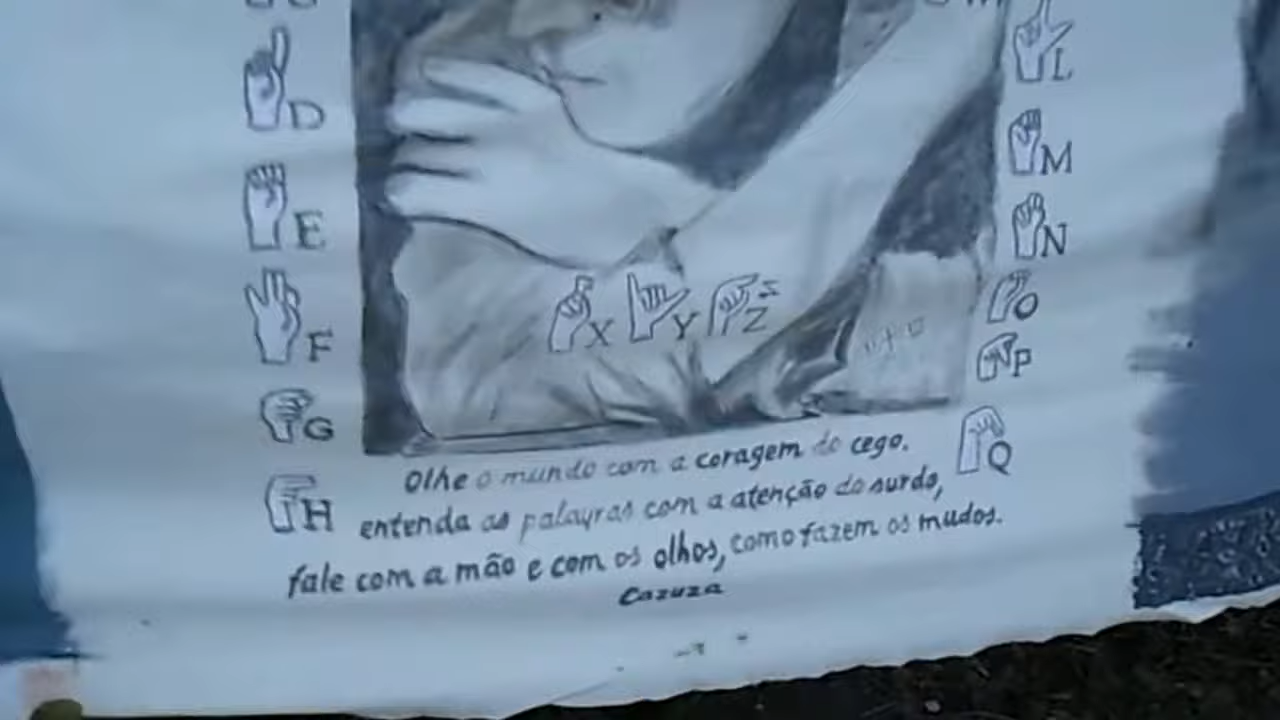 D
E
F
G
H
L
M
N
O
P
Q
X Y Z
Olhe o mundo com a coragem do cego.
entenda as palavras com a atenção do surdo,
fale com a mão e com os olhos, como fazem os mudos.
Cazuza